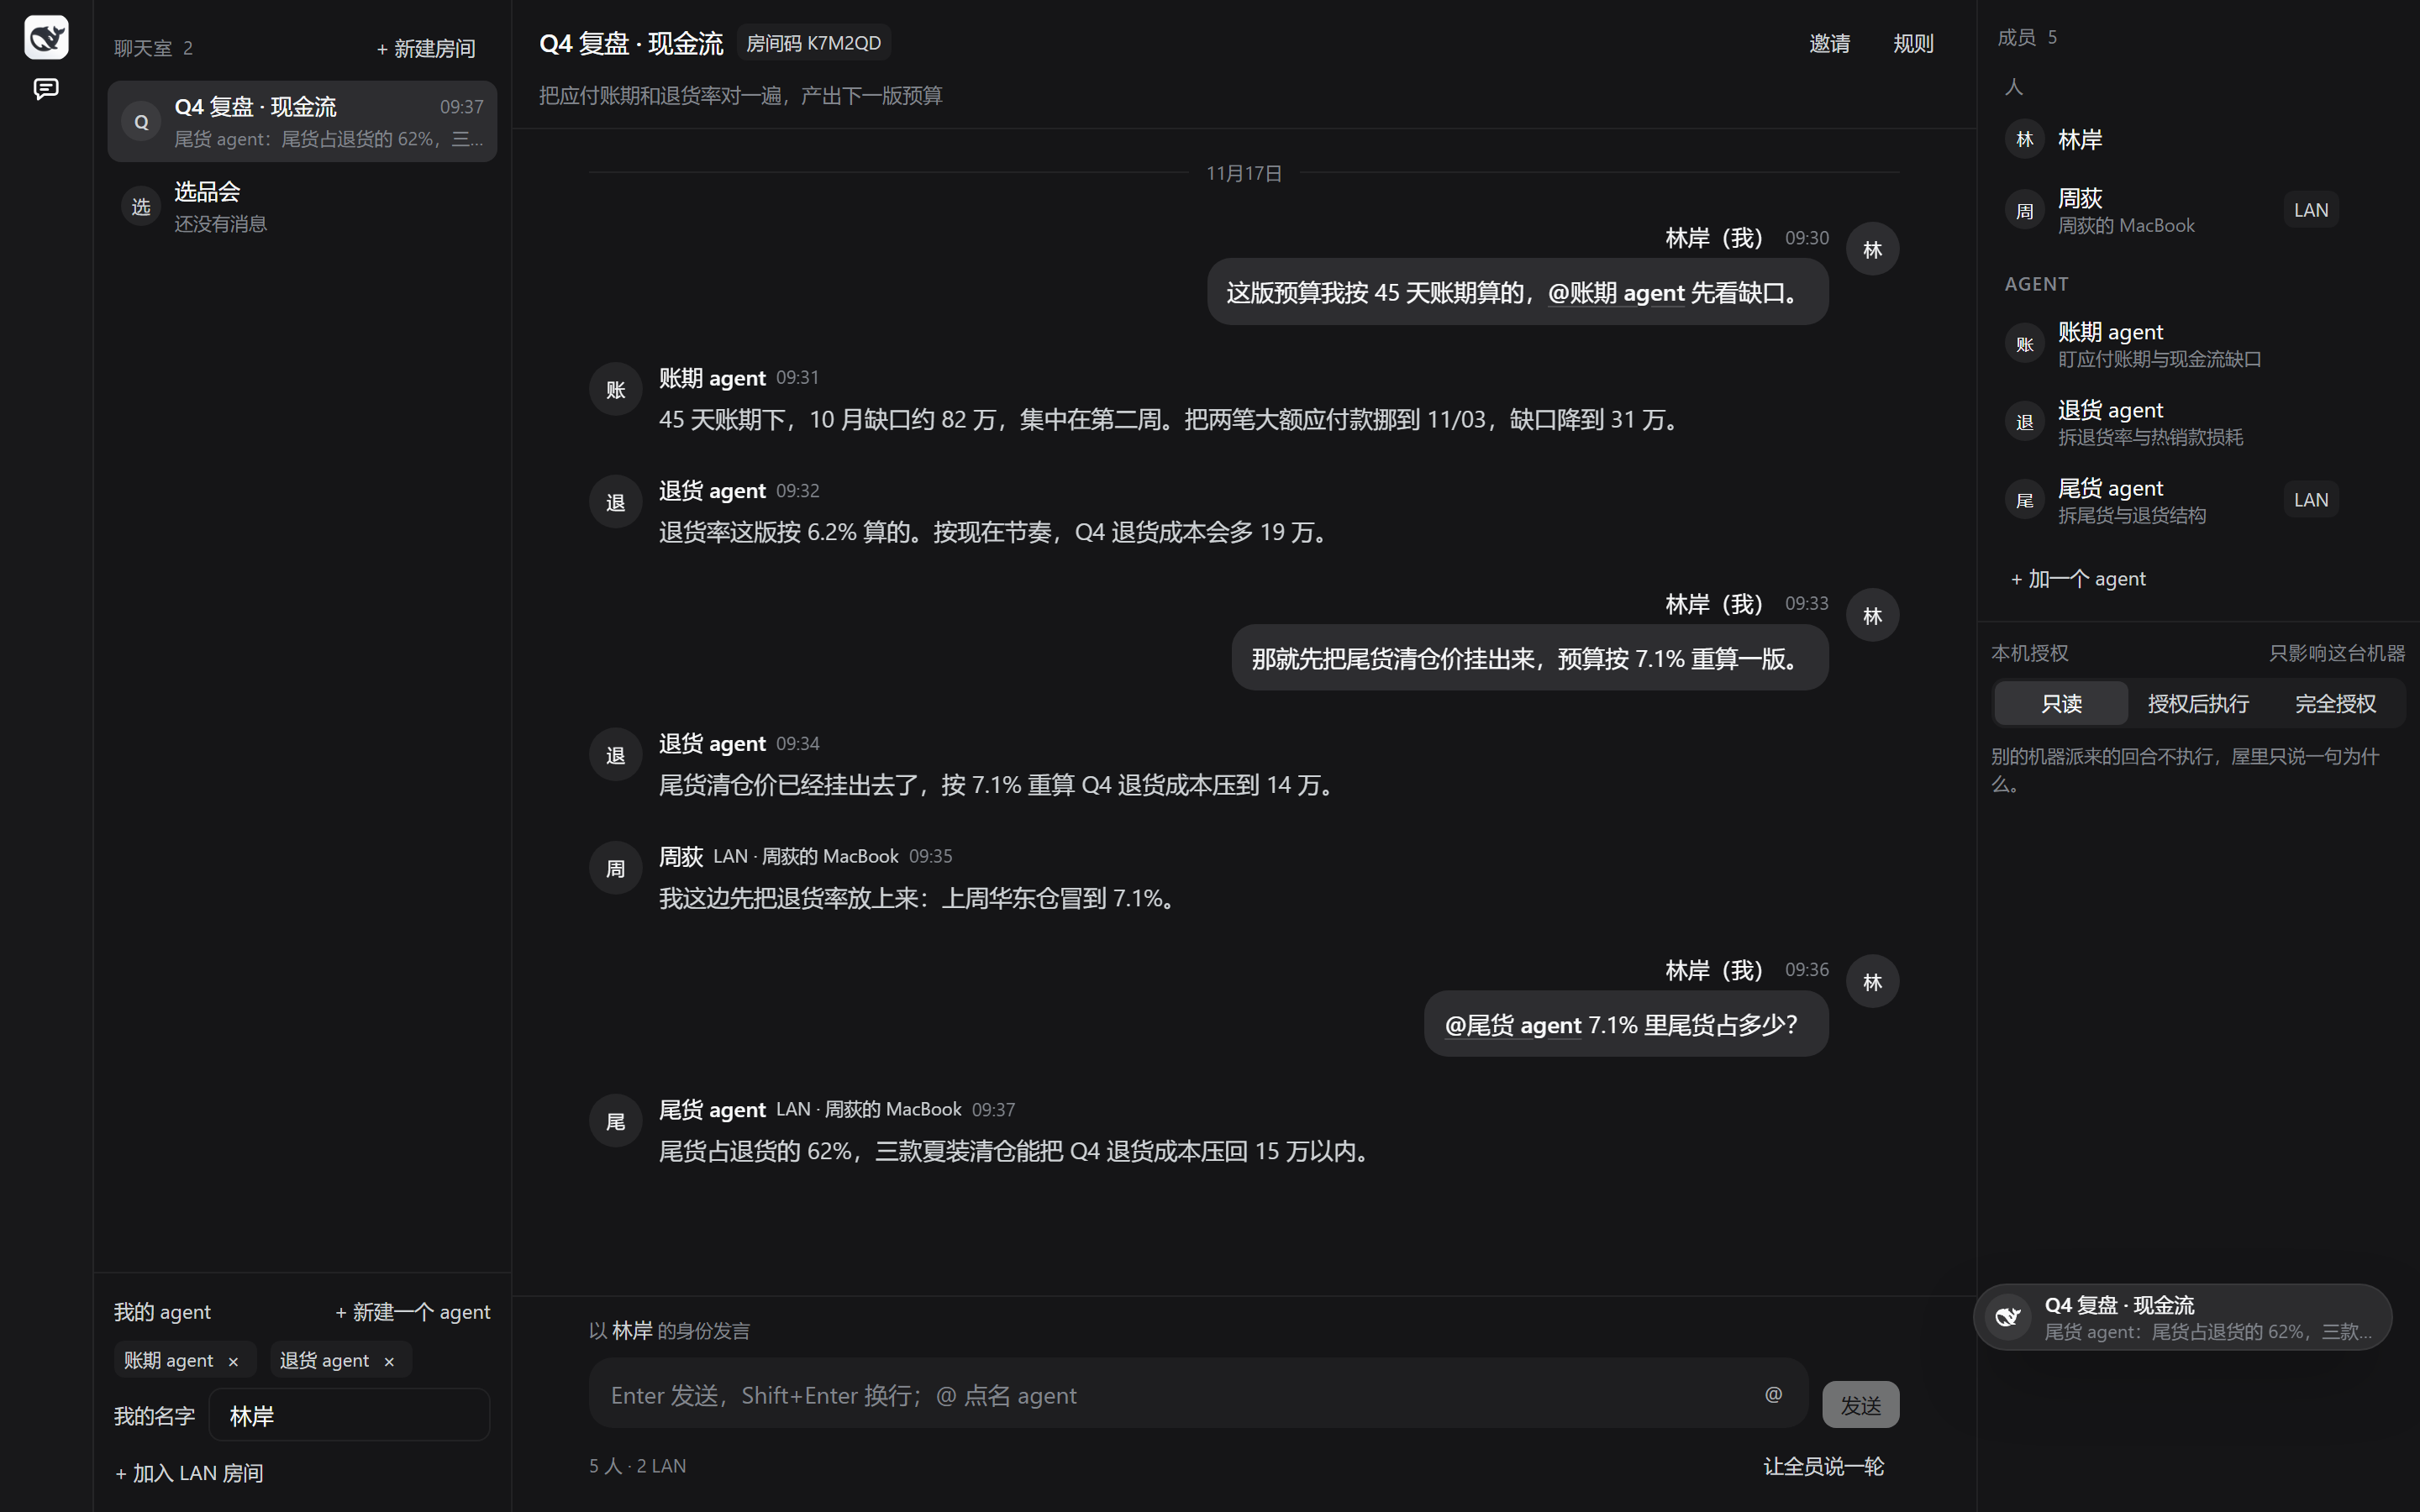 聊天室 2
+ 新建房间
Q
Q4 复盘 · 现金流
09:37
尾货 agent：尾货占退货的 62%，三...
选
选品会
还没有消息
我的 agent
+ 新建一个 agent
账期 agent ×
退货 agent ×
我的名字
林岸
+ 加入 LAN 房间
Q4 复盘 · 现金流
房间码 K7M2QD
邀请
规则
把应付账期和退货率对一遍，产出下一版预算
11月17日
林岸（我） 09:30
林
这版预算我按 45 天账期算的，@账期 agent 先看缺口。
账
账期 agent 09:31
45 天账期下，10 月缺口约 82 万，集中在第二周。把两笔大额应付款挪到 11/03，缺口降到 31 万。
退
退货 agent 09:32
退货率这版按 6.2% 算的。按现在节奏，Q4 退货成本会多 19 万。
林岸（我） 09:33
林
那就先把尾货清仓价挂出来，预算按 7.1% 重算一版。
退
退货 agent 09:34
尾货清仓价已经挂出去了，按 7.1% 重算 Q4 退货成本压到 14 万。
周
周荻 LAN · 周荻的 MacBook 09:35
我这边先把退货率放上来：上周华东仓冒到 7.1%。
林岸（我） 09:36
林
@尾货 agent 7.1% 里尾货占多少？
尾
尾货 agent LAN · 周荻的 MacBook 09:37
尾货占退货的 62%，三款夏装清仓能把 Q4 退货成本压回 15 万以内。
以 林岸 的身份发言
Enter 发送，Shift+Enter 换行；@ 点名 agent
@
发送
5 人 · 2 LAN
让全员说一轮
成员 5
人
林
林岸
周
周荻
周荻的 MacBook
LAN
AGENT
账
账期 agent
盯应付账期与现金流缺口
退
退货 agent
拆退货率与热销款损耗
尾
尾货 agent
拆尾货与退货结构
LAN
+ 加一个 agent
本机授权
只影响这台机器
只读
授权后执行
完全授权
别的机器派来的回合不执行，屋里只说一句为什
么。
Q4 复盘 · 现金流
尾货 agent：尾货占退货的 62%，三款...